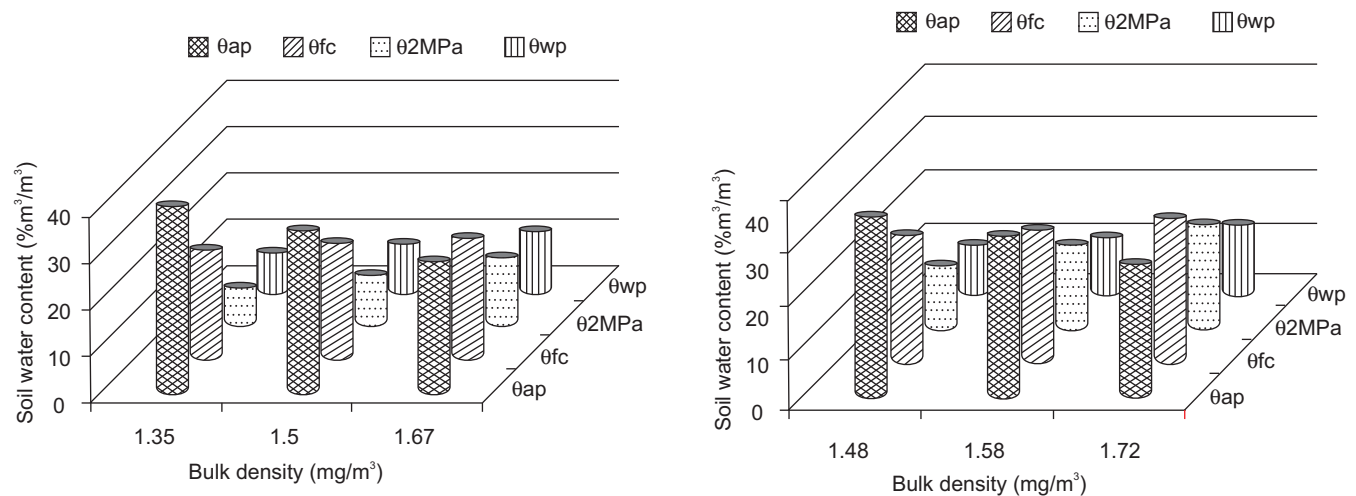 θap θfc θ2MPa θwp
Soil water content (%m³/m³)
40
30
20
10
0
θwp
θ2MPa
θfc
θap
1.35 1.5 1.67
Bulk density (mg/m³)
θap θfc θ2MPa θwp
Soil water content (%m³/m³)
40
30
20
10
0
θwp
θ2MPa
θfc
θap
1.48 1.58 1.72
Bulk density (mg/m³)